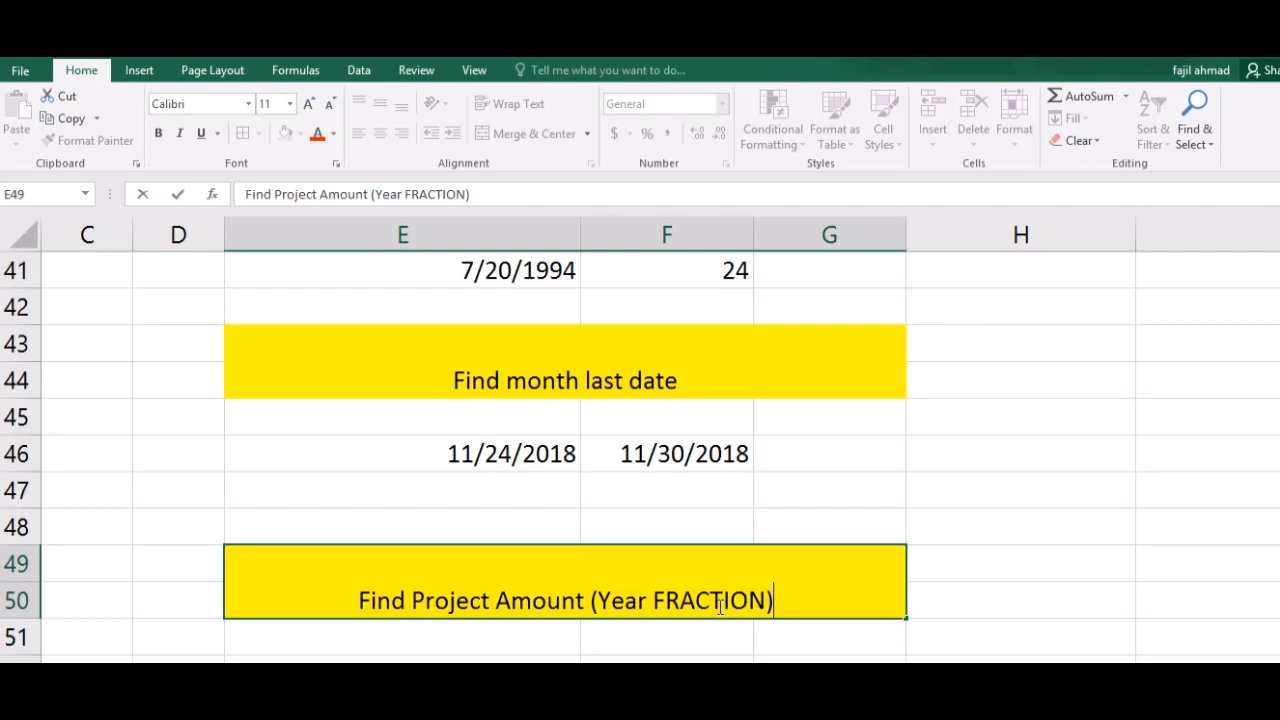 File Home Insert Page Layout Formulas Data Review View Tell me what you want to do... fajil ahmad Sha
Paste Cut Copy Format Painter Clipboard
Calibri 11 A A B I U A Font
Wrap Text Merge & Center Alignment
General $ % , .0 .00 Number
Conditional Formatting Format as Table Cell Styles Styles
Insert Delete Format Cells
AutoSum Fill Clear Sort & Filter Find & Select Editing
E49 fx Find Project Amount (Year FRACTION)
C D E F G H
41 7/20/1994 24
42
43
44 Find month last date
45
46 11/24/2018 11/30/2018
47
48
49
50 Find Project Amount (Year FRACTION)
51